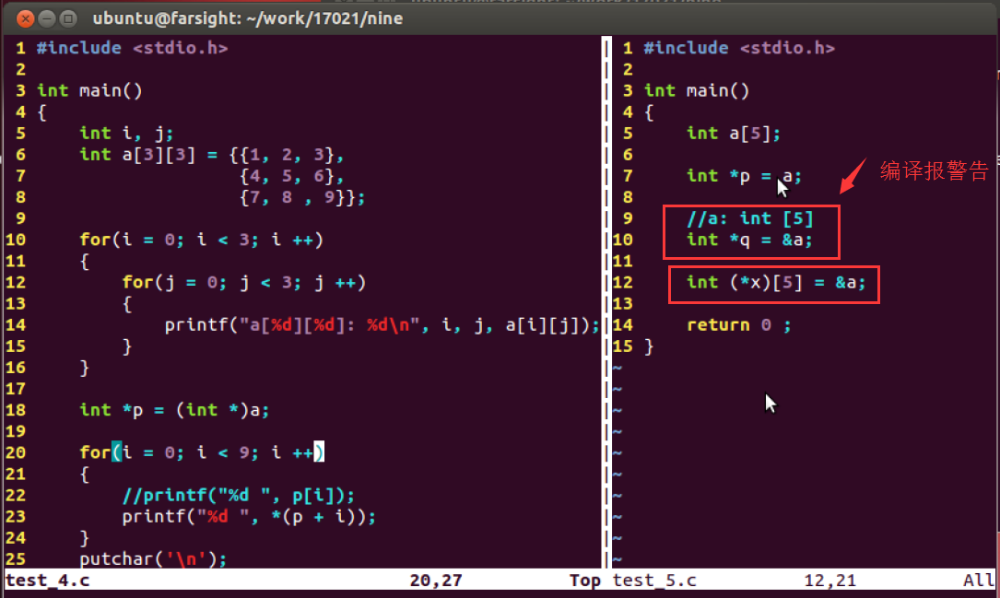 ubuntu@farsight: ~/work/17021/nine
1 #include <stdio.h>
2
3 int main()
4 {
5     int i, j;
6     int a[3][3] = {{1, 2, 3},
7                    {4, 5, 6},
8                    {7, 8 , 9}};
9
10     for(i = 0; i < 3; i ++)
11     {
12         for(j = 0; j < 3; j ++)
13         {
14             printf("a[%d][%d]: %d\n", i, j, a[i][j]);
15         }
16     }
17
18     int *p = (int *)a;
19
20     for(i = 0; i < 9; i ++)
21     {
22         //printf("%d ", p[i]);
23         printf("%d ", *(p + i));
24     }
25     putchar('\n');
test_4.c 20,27 Top
1 #include <stdio.h>
2
3 int main()
4 {
5     int a[5];
6
7     int *p = a;
8
9     //a: int [5]
10     int *q = &a;
11
12     int (*x)[5] = &a;
13
14     return 0 ;
15 }
~
~
~
~
~
~
~
~
~
~
test_5.c 12,21 All
编译报警告